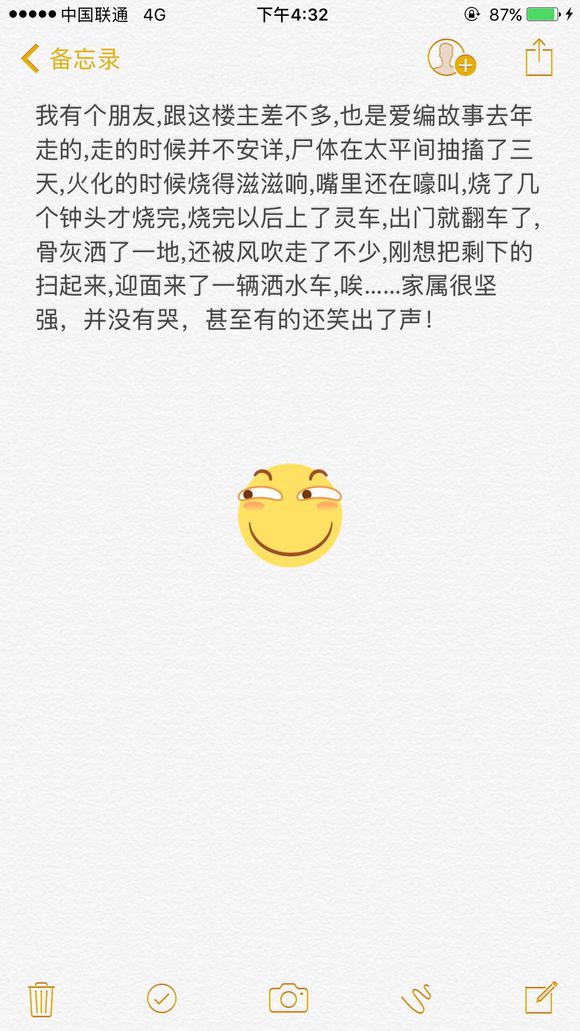 中国联通 4G 下午4:32 87%
备忘录
我有个朋友,跟这楼主差不多,也是爱编故事去年
走的,走的时候并不安详,尸体在太平间抽搐了三
天,火化的时候烧得滋滋响,嘴里还在嚎叫,烧了几
个钟头才烧完,烧完以后上了灵车,出门就翻车了,
骨灰洒了一地,还被风吹走了不少,刚想把剩下的
扫起来,迎面来了一辆洒水车,唉……家属很坚
强，并没有哭，甚至有的还笑出了声！